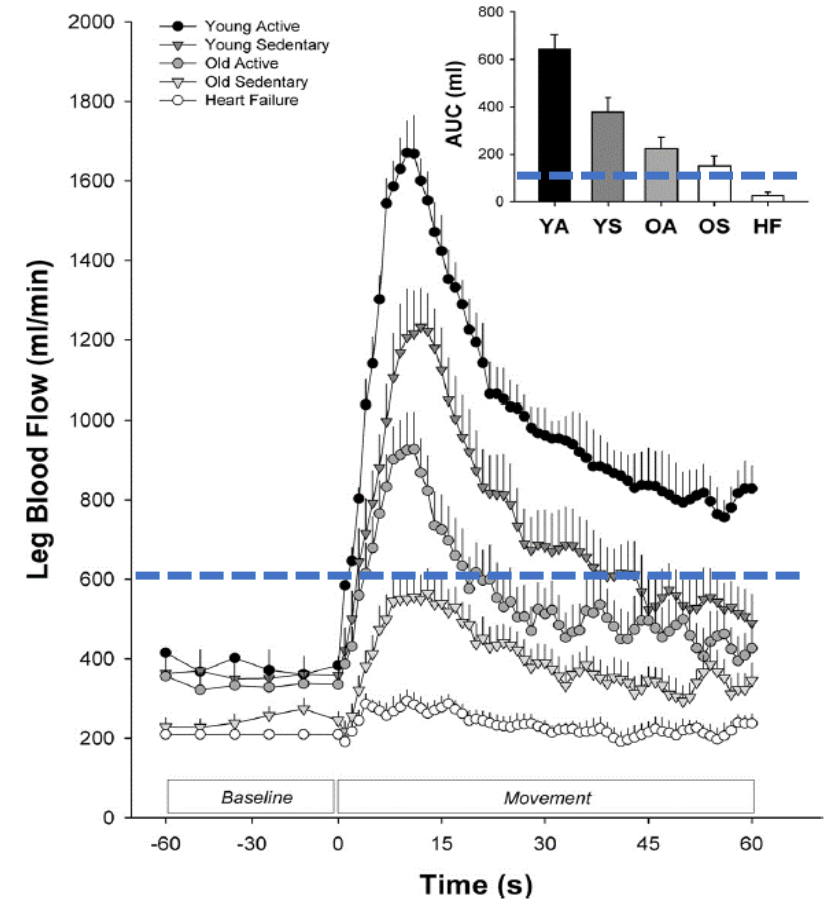 Young Active
Young Sedentary
Old Active
Old Sedentary
Heart Failure
2000
1800
1600
1400
1200
1000
800
600
400
200
0
Leg Blood Flow (ml/min)
800
600
400
200
0
AUC (ml)
YA YS OA OS HF
Baseline Movement
-60 -30 0 15 30 45 60
Time (s)